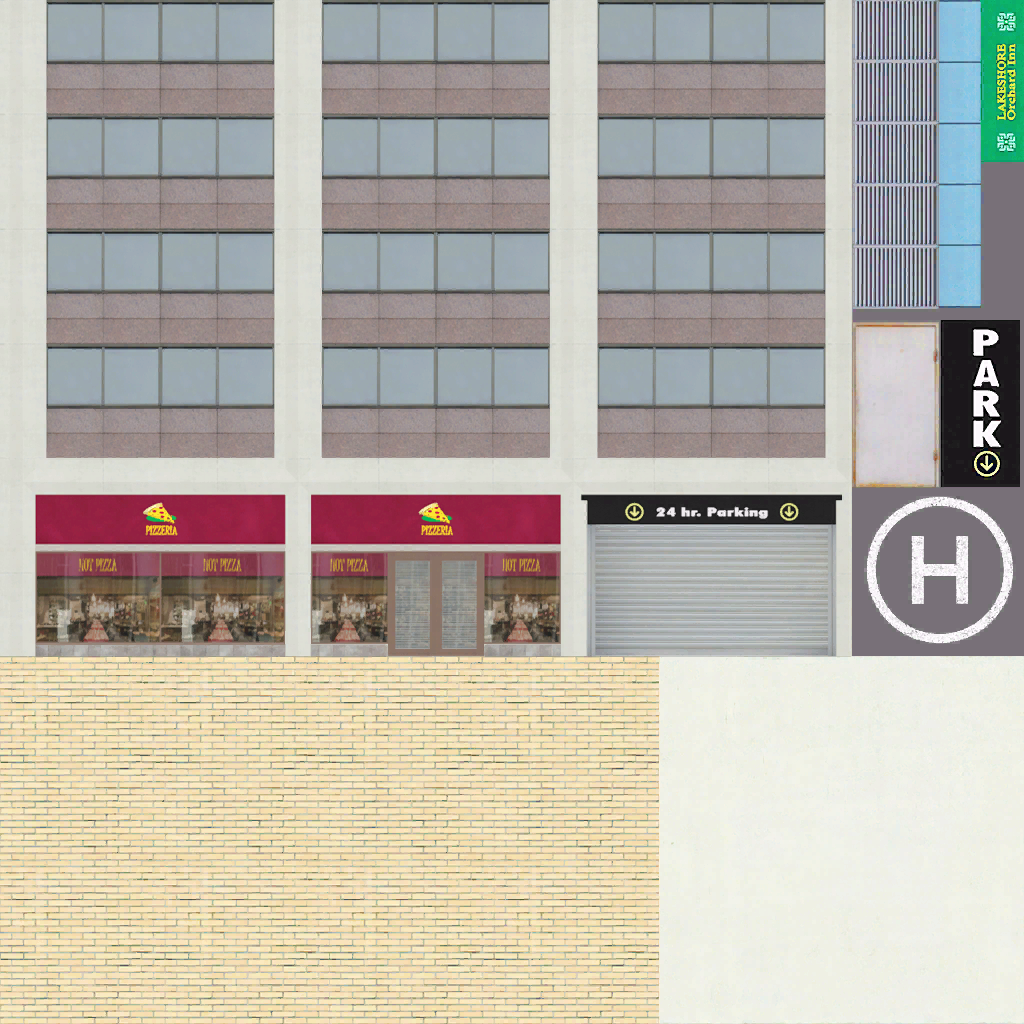 LAKESHORE
Orchard Inn
PARK
PIZZERIA
PIZZERIA
24 hr. Parking
HOT PIZZA
HOT PIZZA
HOT PIZZA
HOT PIZZA
H